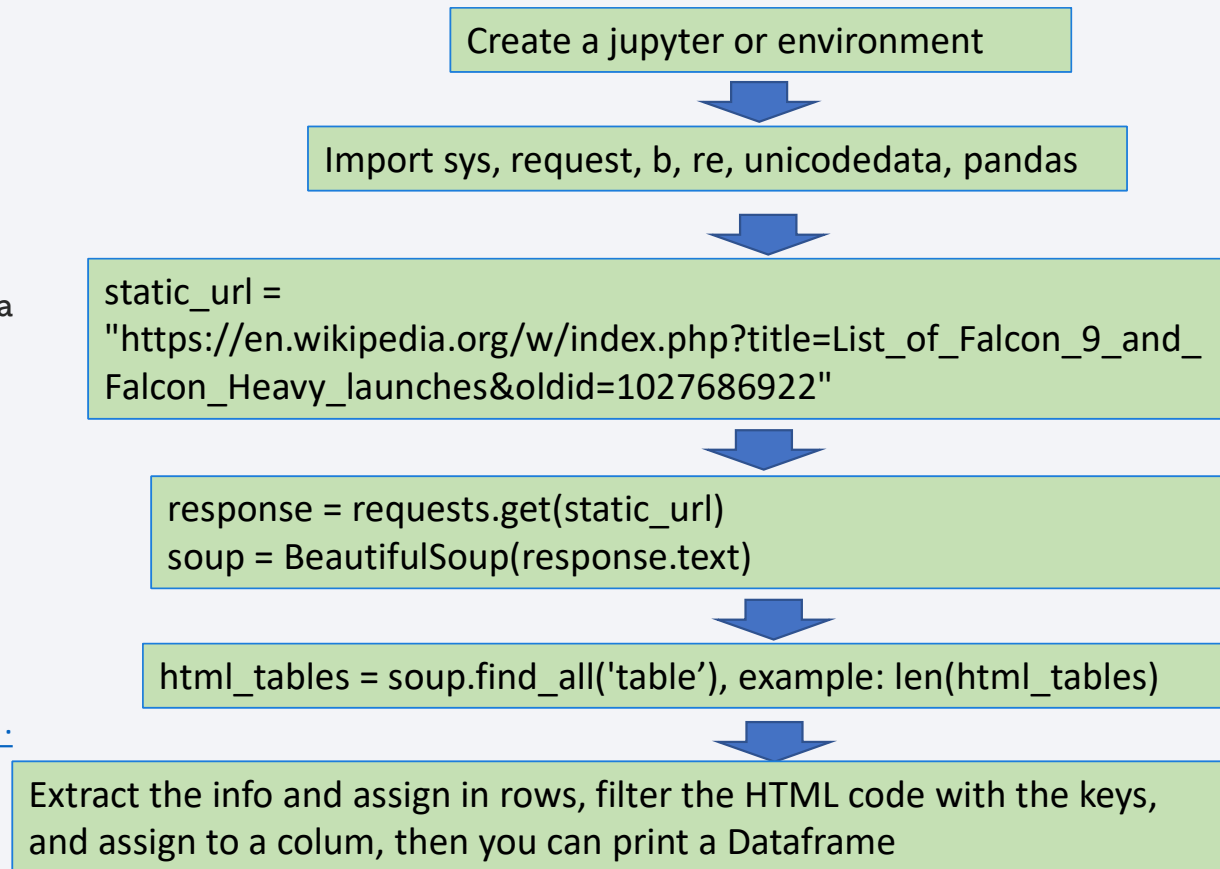 Create a jupyter or environment
Import sys, request, b, re, unicodedata, pandas
a
static_url =
"https://en.wikipedia.org/w/index.php?title=List_of_Falcon_9_and_
Falcon_Heavy_launches&oldid=1027686922"
response = requests.get(static_url)
soup = BeautifulSoup(response.text)
html_tables = soup.find_all('table’), example: len(html_tables)
.
Extract the info and assign in rows, filter the HTML code with the keys,
and assign to a colum, then you can print a Dataframe